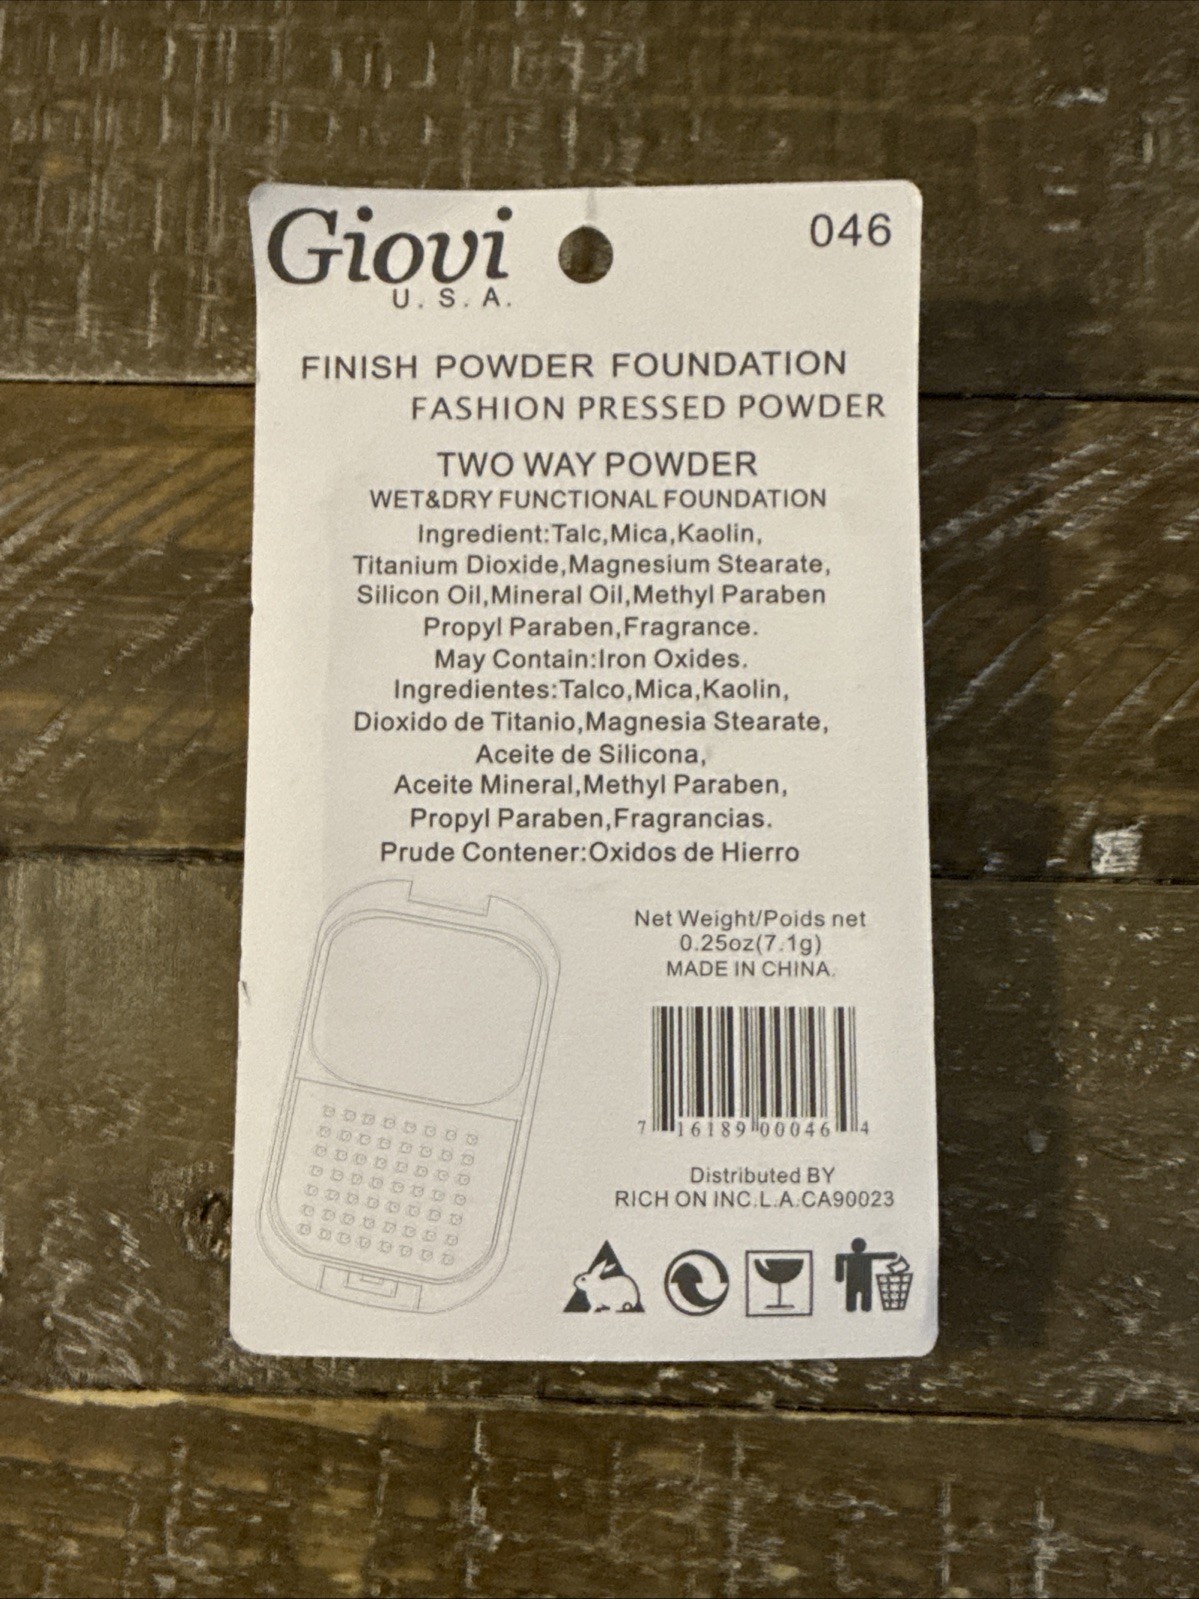 Giovi
U. S. A.
046
FINISH POWDER FOUNDATION
FASHION PRESSED POWDER
TWO WAY POWDER
WET&DRY FUNCTIONAL FOUNDATION
Ingredient:Talc,Mica,Kaolin,
Titanium Dioxide,Magnesium Stearate,
Silicon Oil,Mineral Oil,Methyl Paraben
Propyl Paraben,Fragrance.
May Contain:Iron Oxides.
Ingredientes:Talco,Mica,Kaolin,
Dioxido de Titanio,Magnesia Stearate,
Aceite de Silicona,
Aceite Mineral,Methyl Paraben,
Propyl Paraben,Fragrancias.
Prude Contener:Oxidos de Hierro
Net Weight/Poids net
0.25oz(7.1g)
MADE IN CHINA.
7 16189 00046 4
Distributed BY
RICH ON INC.L.A.CA90023